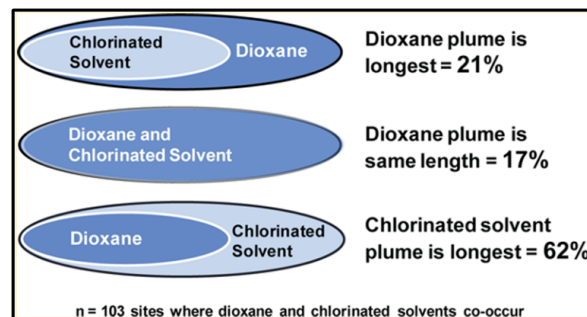 Chlorinated
Solvent
Dioxane
Dioxane plume is
longest = 21%
Dioxane and
Chlorinated Solvent
Dioxane plume is
same length = 17%
Dioxane
Chlorinated
Solvent
Chlorinated solvent
plume is longest = 62%
n = 103 sites where dioxane and chlorinated solvents co-occur